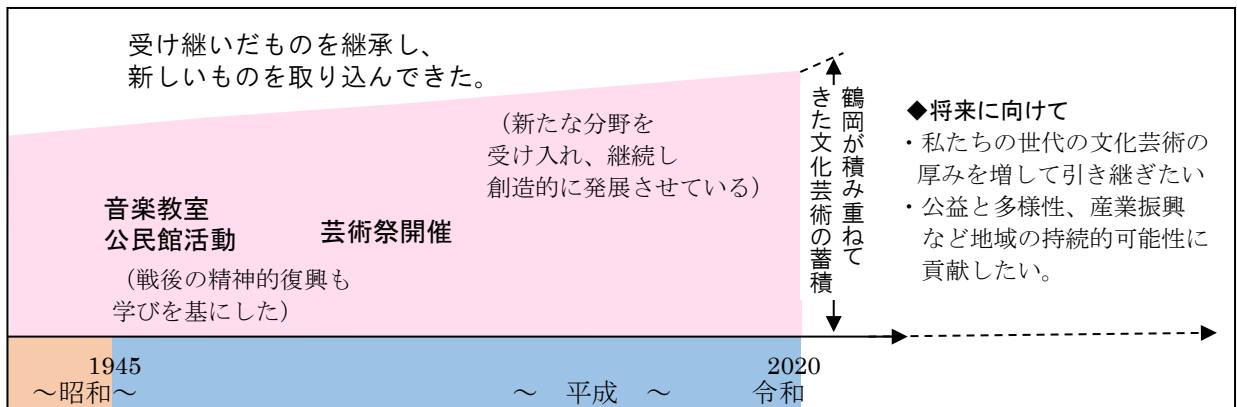 受け継いだものを継承し、
新しいものを取り込んできた。
（新たな分野を
受け入れ、継続し
創造的に発展させている）
音楽教室
公民館活動
芸術祭開催
（戦後の精神的復興も
学びを基にした）
鶴岡が積み重ねて
きた文化芸術の蓄積
◆将来に向けて
・私たちの世代の文化芸術の
厚みを増して引き継ぎたい
・公益と多様性、産業振興
など地域の持続的可能性に
貢献したい。
1945
2020
～昭和～
～　平成　～
令和